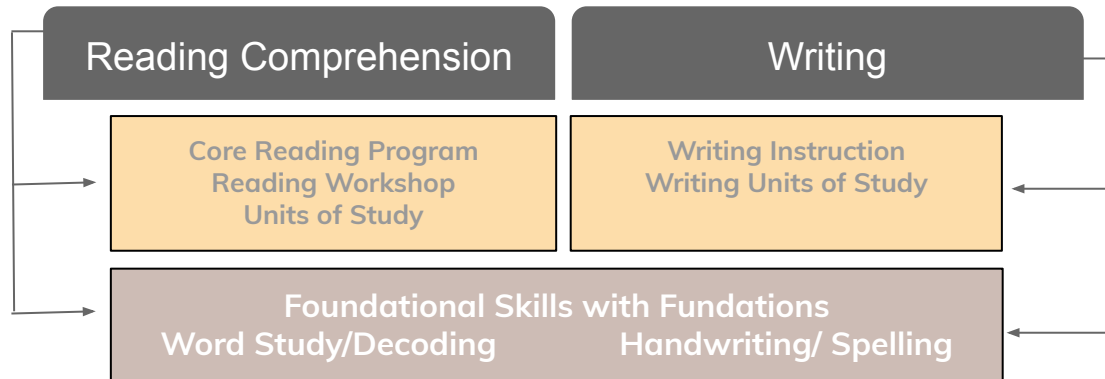 Reading Comprehension
Writing
Core Reading Program
Reading Workshop
Units of Study
Writing Instruction
Writing Units of Study
Foundational Skills with Fundations
Word Study/Decoding
Handwriting/ Spelling